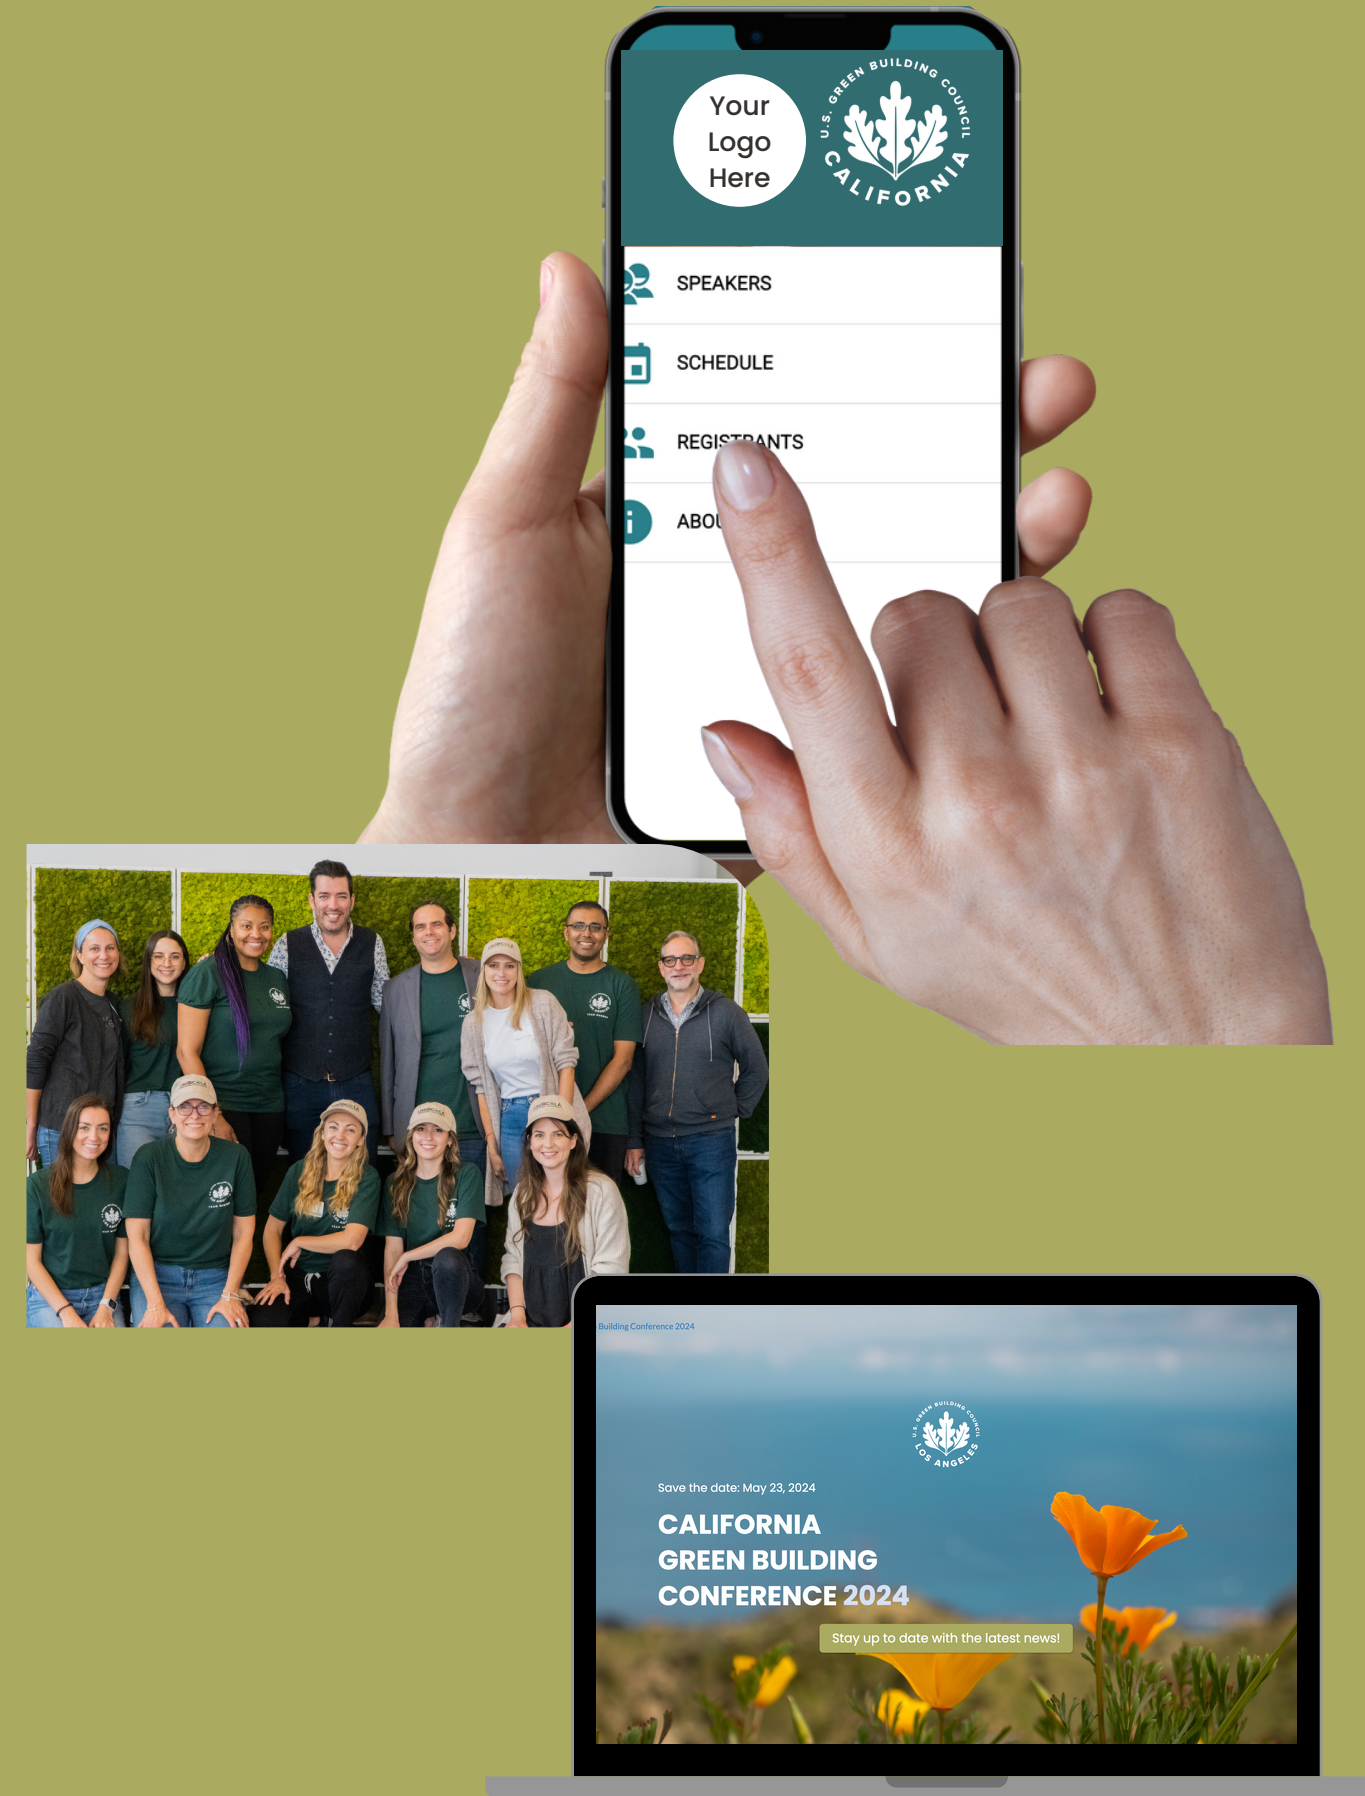 Your
Logo
Here
U.S. GREEN BUILDING COUNCIL
CALIFORNIA
SPEAKERS
SCHEDULE
REGISTRANTS
ABOU
Building Conference 2024
U.S. GREEN BUILDING COUNCIL
LOS ANGELES
Save the date: May 23, 2024
CALIFORNIA
GREEN BUILDING
CONFERENCE 2024
Stay up to date with the latest news!